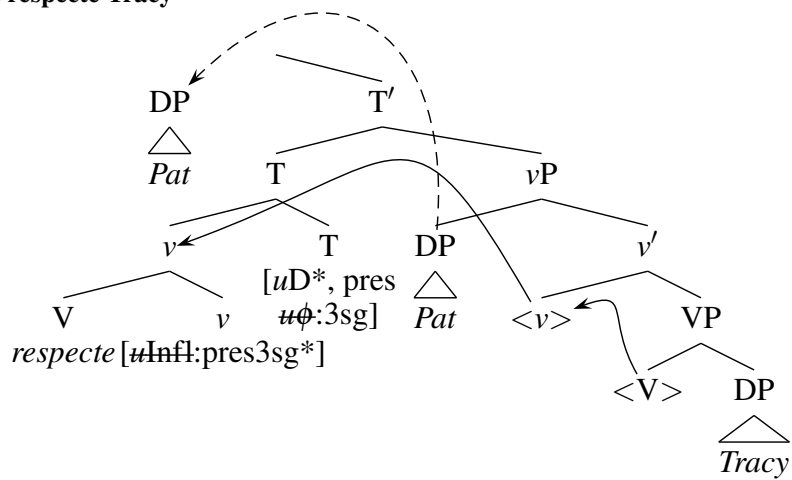 respecte Tracy
DP T′
Pat T vP
v T DP v′
[uD*, pres
V v uϕ:3sg] Pat <v> VP
respecte [uInfl:pres3sg*]
<V> DP
Tracy